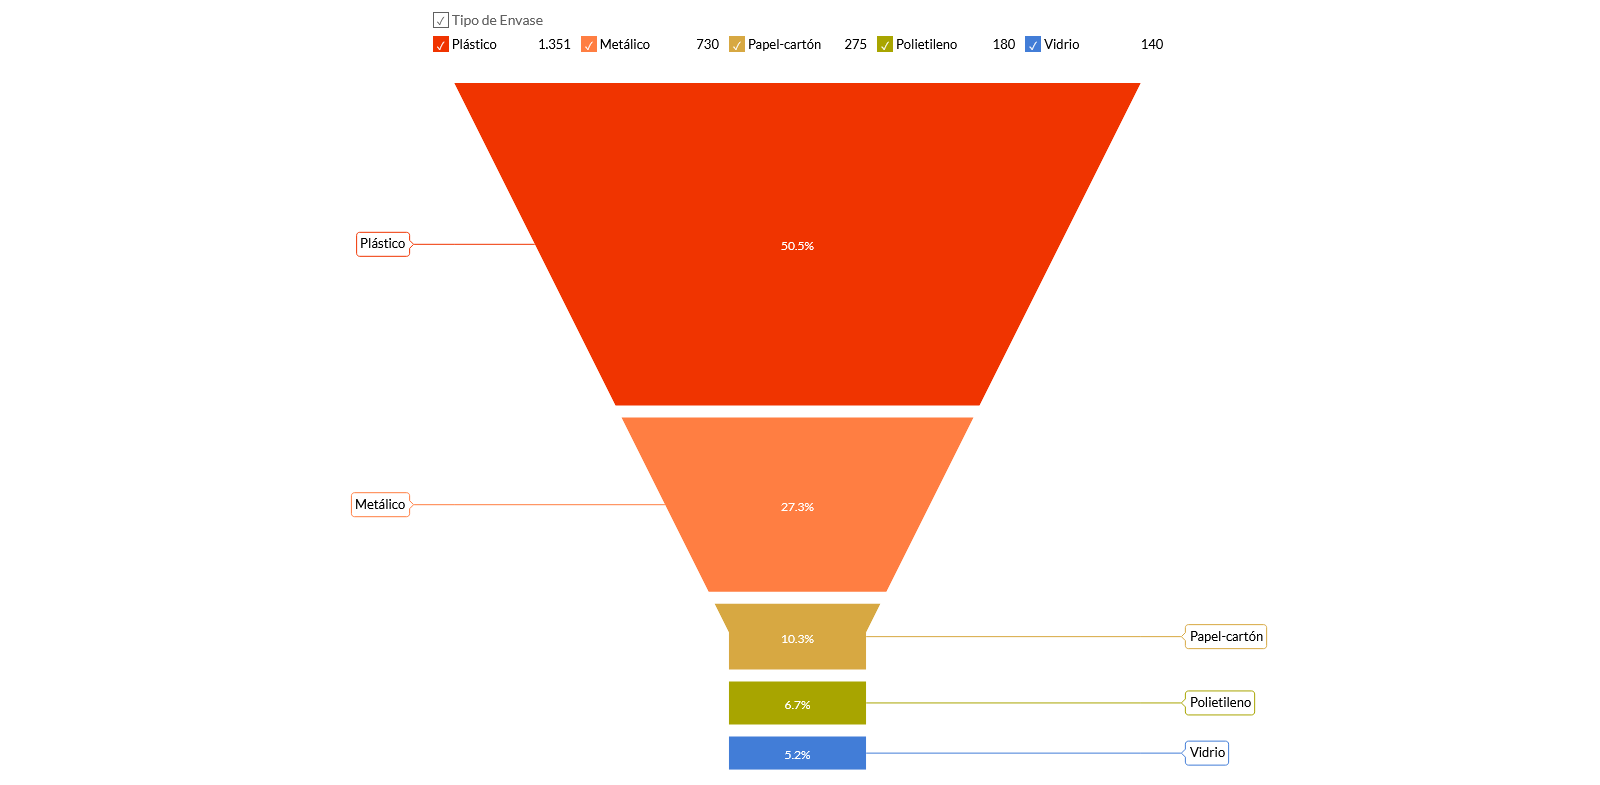 Tipo de Envase
Plástico 1.351 Metálico 730 Papel-cartón 275 Polietileno 180 Vidrio 140
Plástico 50.5%
Metálico 27.3%
10.3% Papel-cartón
6.7% Polietileno
5.2% Vidrio